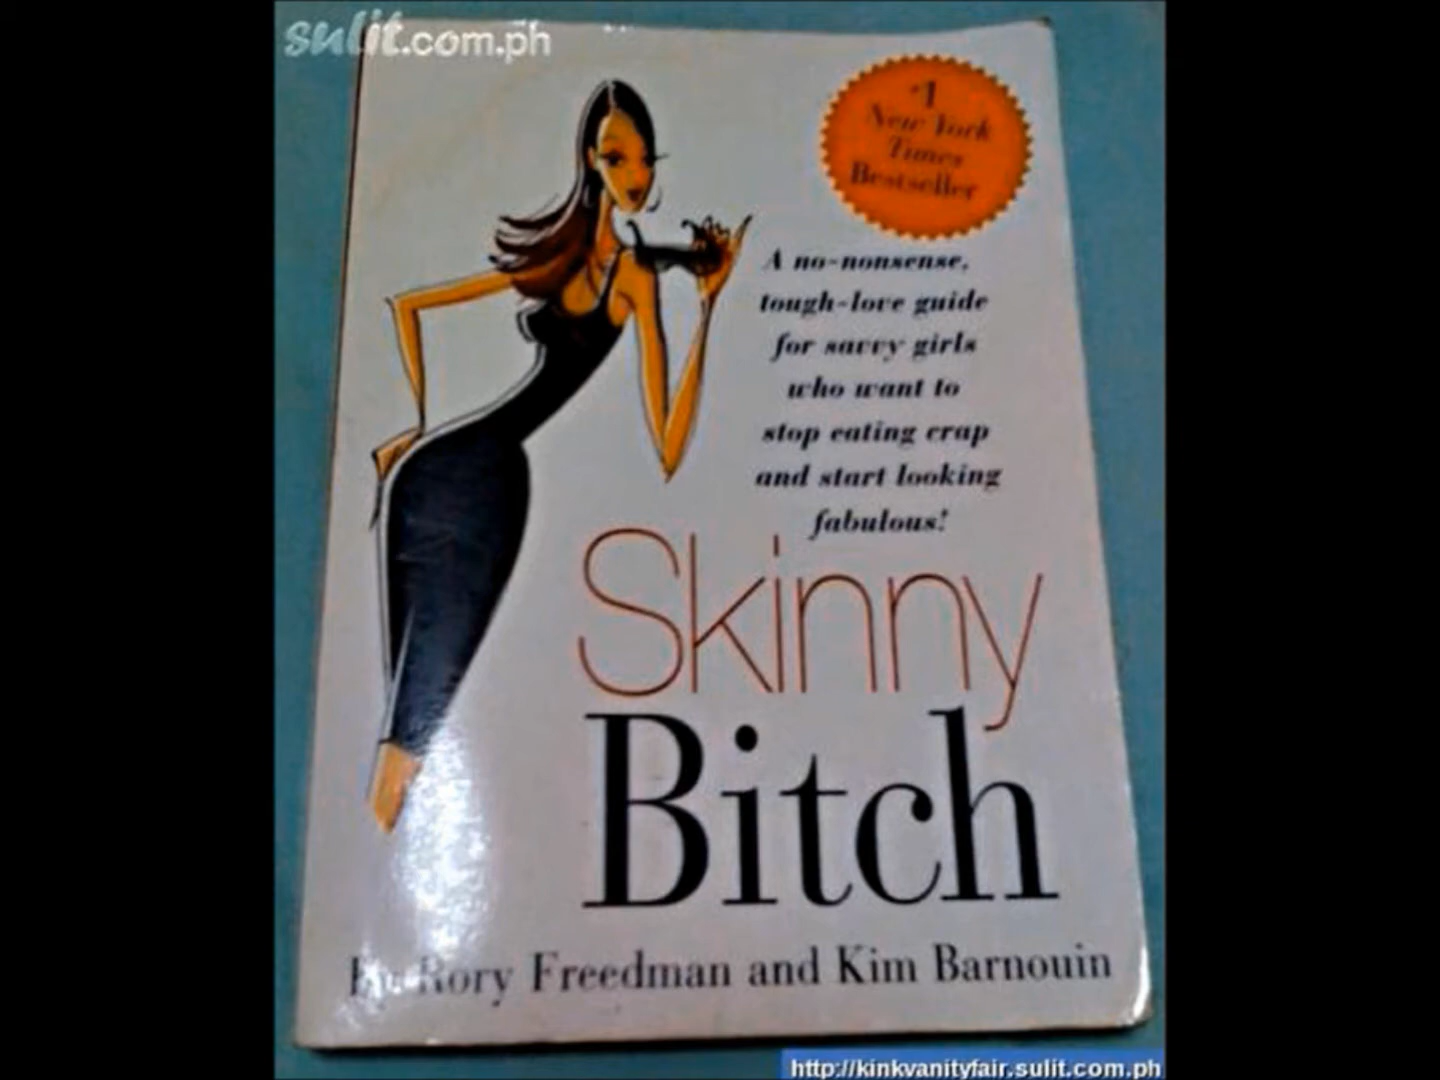 sulit.com.ph
#1
New York
Times
Bestseller
A no-nonsense,
tough-love guide
for savvy girls
who want to
stop eating crap
and start looking
fabulous!
Skinny
Bitch
By Rory Freedman and Kim Barnouin
http://kinkvanityfair.sulit.com.ph